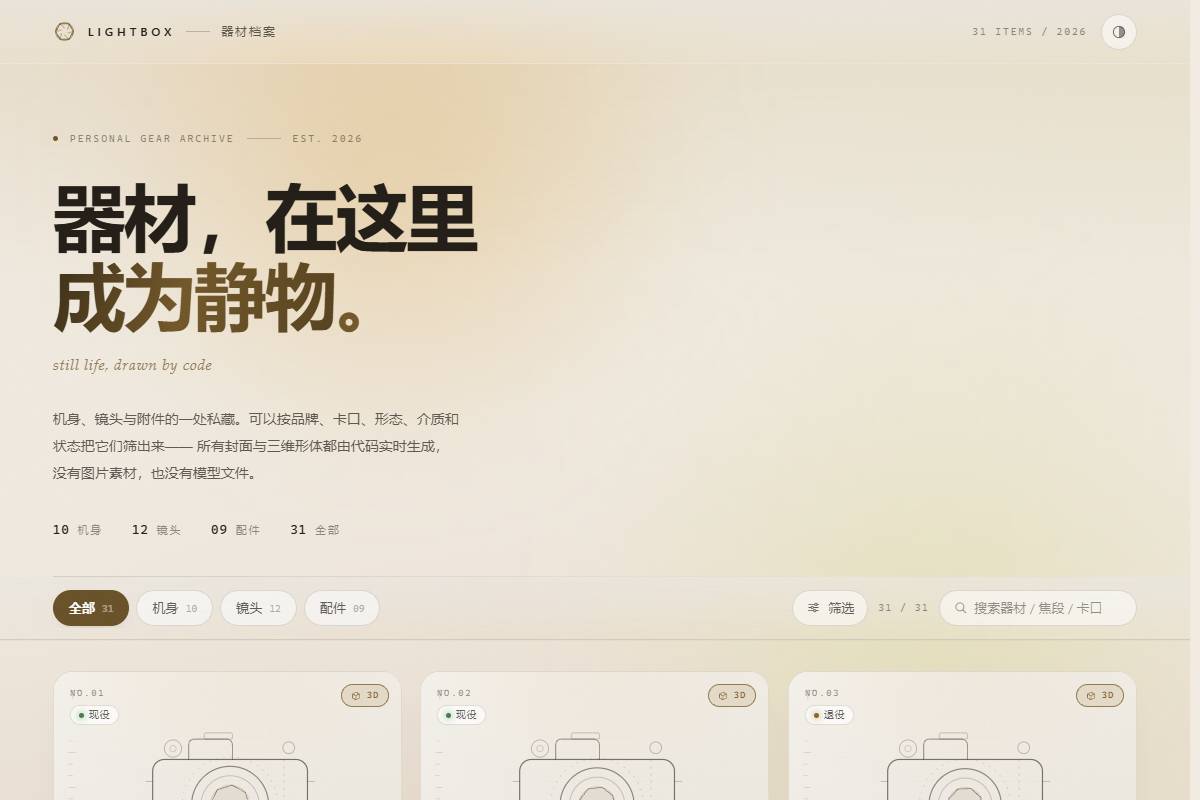 LIGHTBOX 器材档案
31 ITEMS / 2026
PERSONAL GEAR ARCHIVE EST. 2026
器材，在这里
成为静物。
still life, drawn by code
机身、镜头与附件的一处私藏。可以按品牌、卡口、形态、介质和
状态把它们筛出来—— 所有封面与三维形体都由代码实时生成，
没有图片素材，也没有模型文件。
10 机身 12 镜头 09 配件 31 全部
全部 31 机身 10 镜头 12 配件 09
筛选 31 / 31 搜索器材 / 焦段 / 卡口
NO.01 3D
现役
NO.02 3D
现役
NO.03 3D
退役